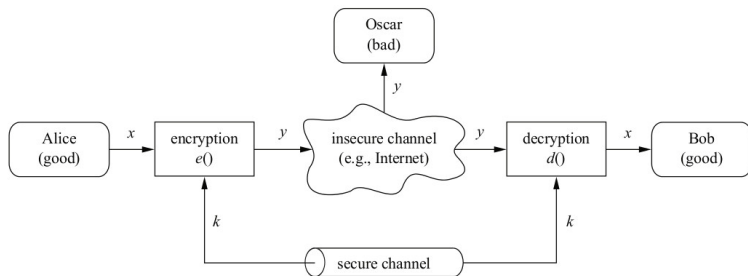 Oscar
(bad)
y
Alice
(good)
x
encryption
e()
y
insecure channel
(e.g., Internet)
y
decryption
d()
x
Bob
(good)
k
k
secure channel